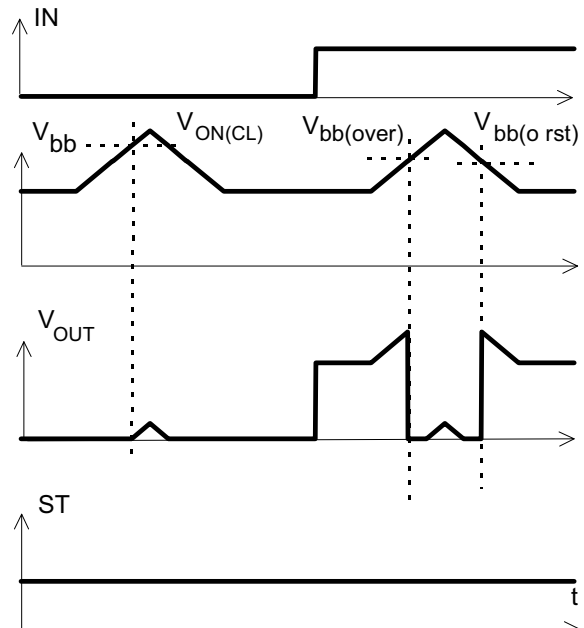 IN
Vbb
VON(CL)
Vbb(over)
Vbb(o rst)
VOUT
ST
t